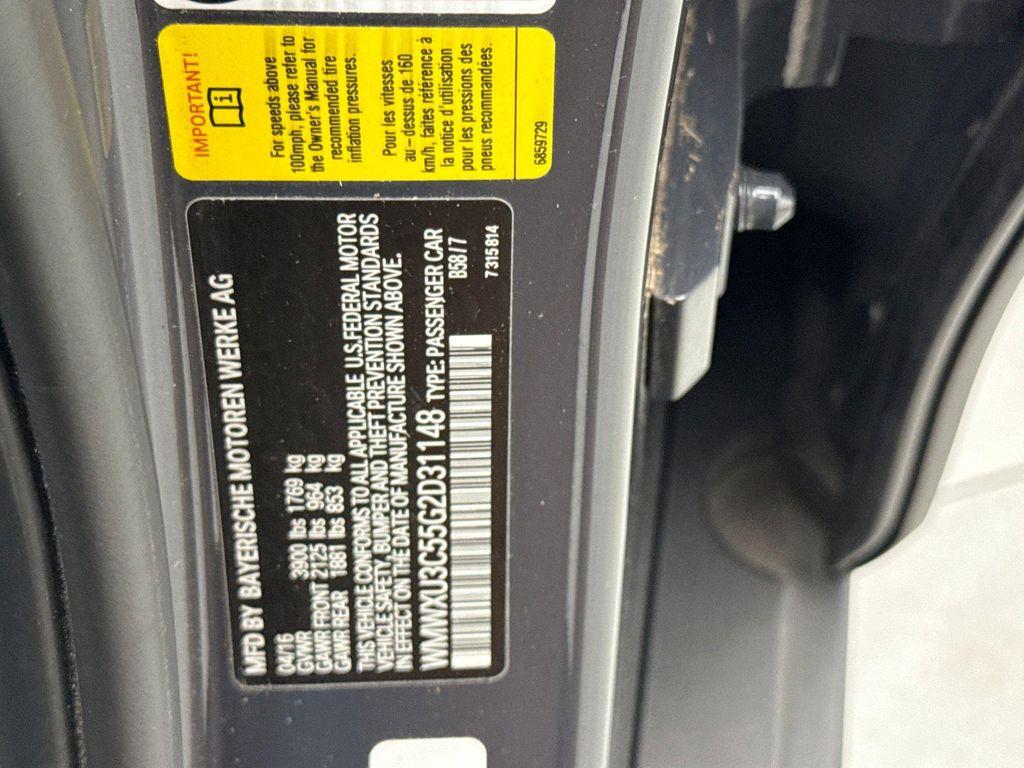 MFD BY BAYERISCHE MOTOREN WERKE AG
04/16
GVWR 3900 lbs 1769 kg
GAWR FRONT 2125 lbs 964 kg
GAWR REAR 1881 lbs 853 kg
THIS VEHICLE CONFORMS TO ALL APPLICABLE U.S.FEDERAL MOTOR
VEHICLE SAFETY, BUMPER AND THEFT PREVENTION STANDARDS
IN EFFECT ON THE DATE OF MANUFACTURE SHOWN ABOVE.
WMWXU3C55G2D31148 TYPE: PASSENGER CAR
B58/7
7315814
IMPORTANT!
For speeds above
100mph, please refer to
the Owner's Manual for
recommended tire
inflation pressures.
Pour les vitesses
au-dessus de 160
km/h, faites référence à
la notice d'utilisation
pour les pressions des
pneus recommandées.
6859729